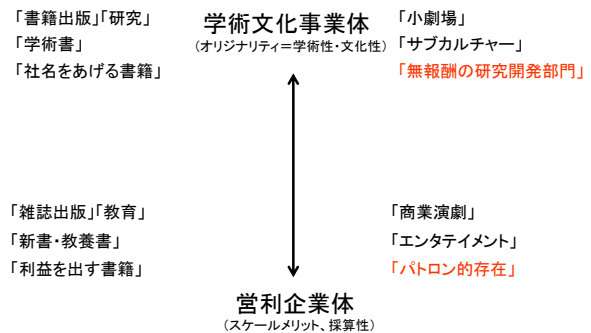 「書籍出版」「研究」
「学術書」
「社名をあげる書籍」
学術文化事業体
(オリジナリティ=学術性・文化性)
「小劇場」
「サブカルチャー」
「無報酬の研究開発部門」
「雑誌出版」「教育」
「新書・教養書」
「利益を出す書籍」
「商業演劇」
「エンタテイメント」
「パトロン的存在」
営利企業体
(スケールメリット、採算性)